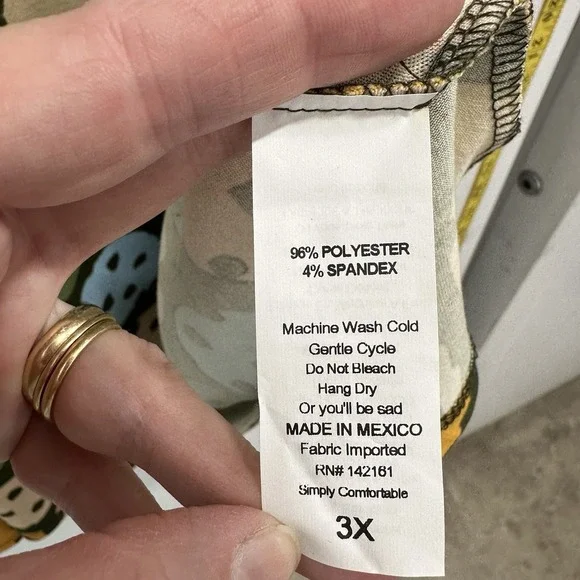 96% POLYESTER
4% SPANDEX
Machine Wash Cold
Gentle Cycle
Do Not Bleach
Hang Dry
Or you'll be sad
MADE IN MEXICO
Fabric Imported
RN# 142161
Simply Comfortable
3X